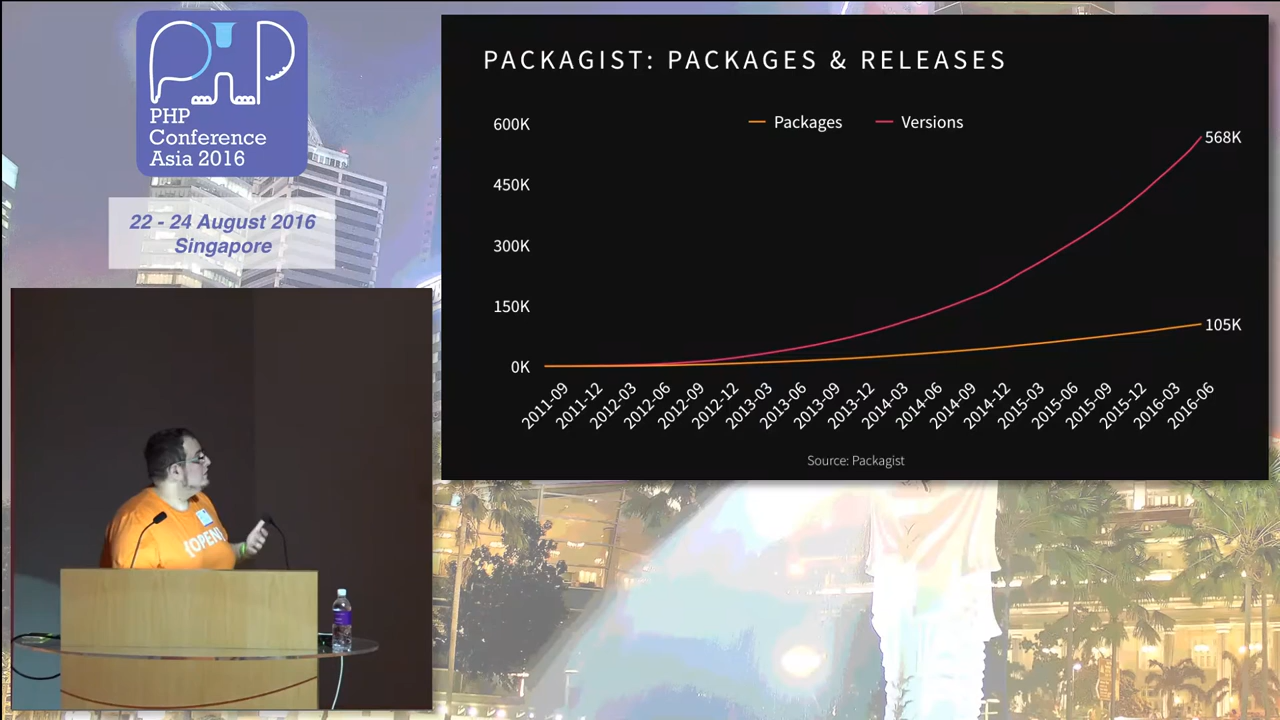 PHP
Conference
Asia 2016
22 - 24 August 2016
Singapore
PACKAGIST: PACKAGES & RELEASES
Packages
Versions
600K
450K
300K
150K
0K
568K
105K
2011-09
2011-12
2012-03
2012-06
2012-09
2012-12
2013-03
2013-06
2013-09
2013-12
2014-03
2014-06
2014-09
2014-12
2015-03
2015-06
2015-09
2015-12
2016-03
2016-06
Source: Packagist
{OPEN}